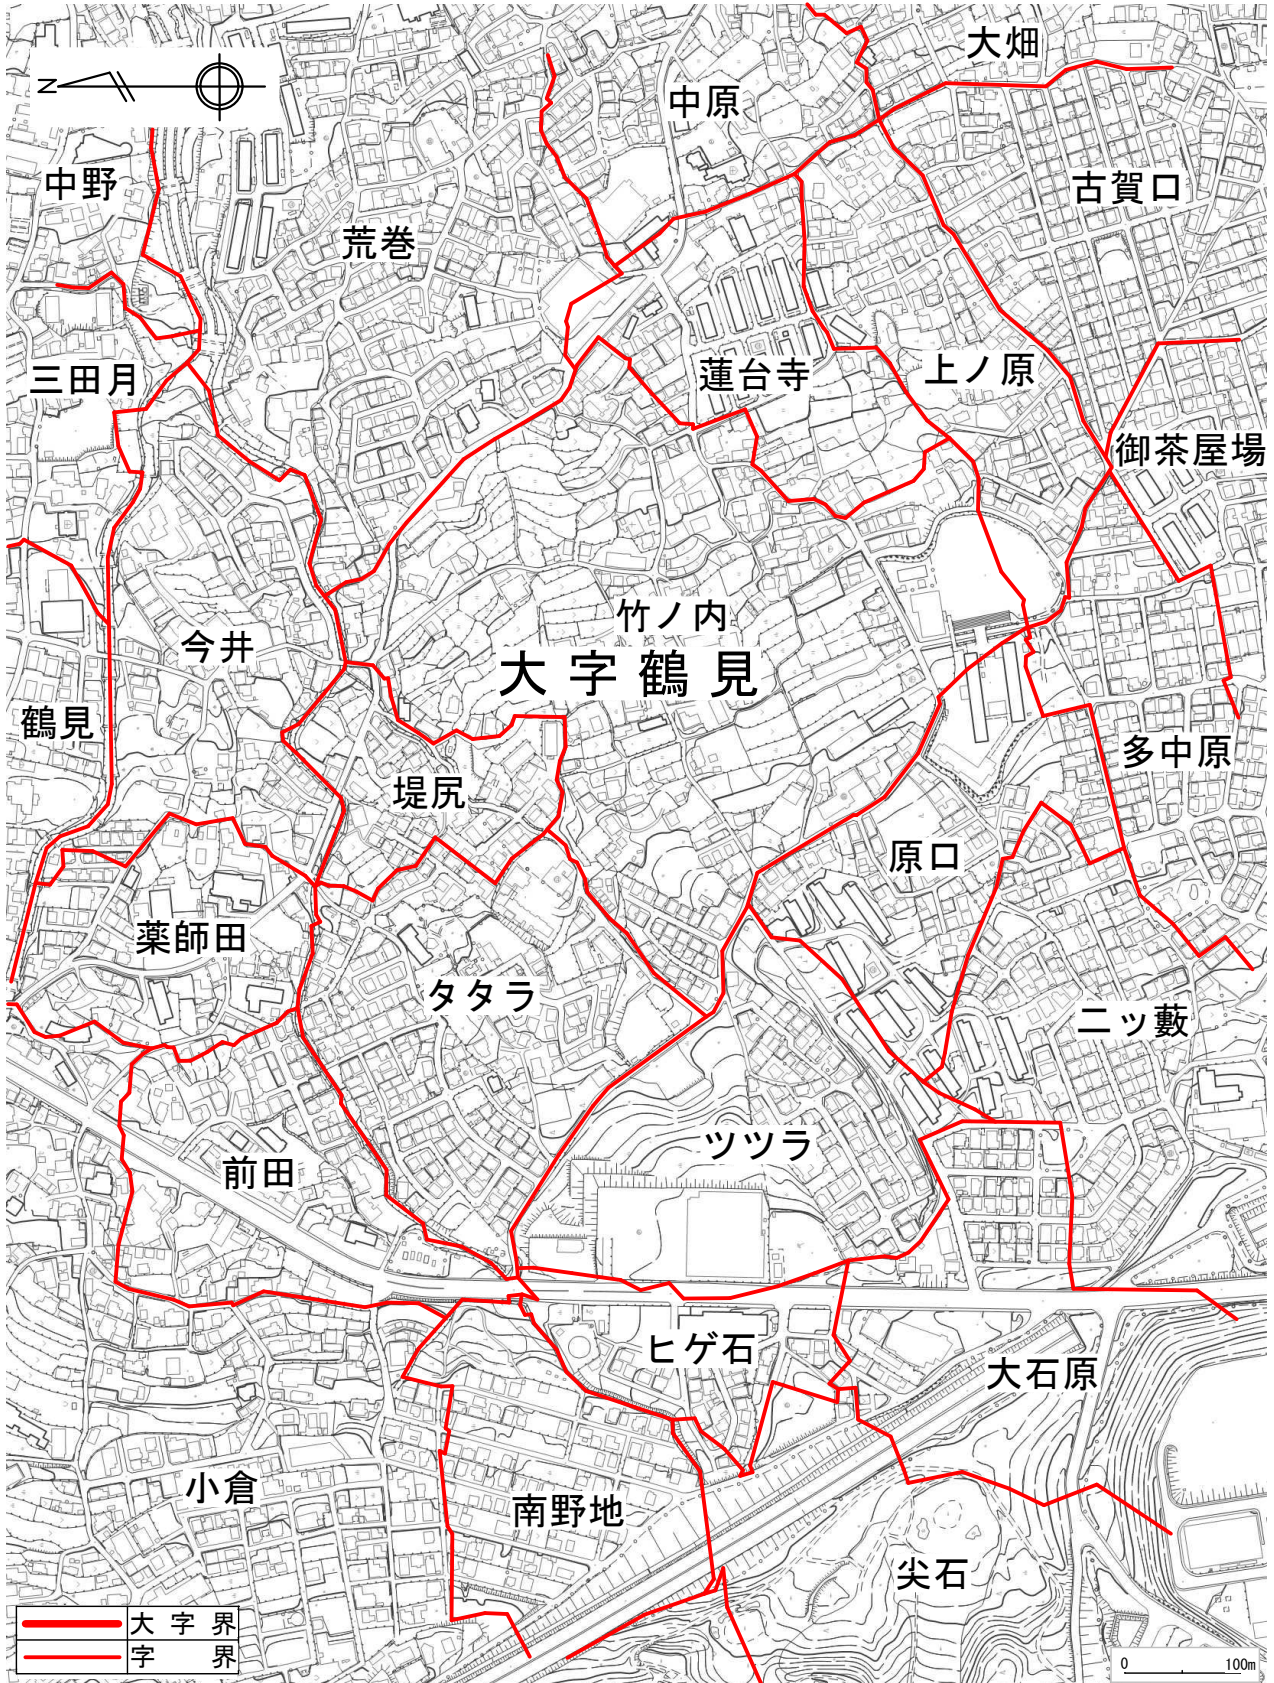 大畑
N
中原
中野
古賀口
荒巻
三田月
蓮台寺
上ノ原
御茶屋場
竹ノ内
今井
大字鶴見
鶴見
多中原
堤尻
原口
薬師田
タタラ
二ッ藪
ツツラ
前田
ヒゲ石
大石原
小倉
南野地
尖石
大字界
字界
0 100m